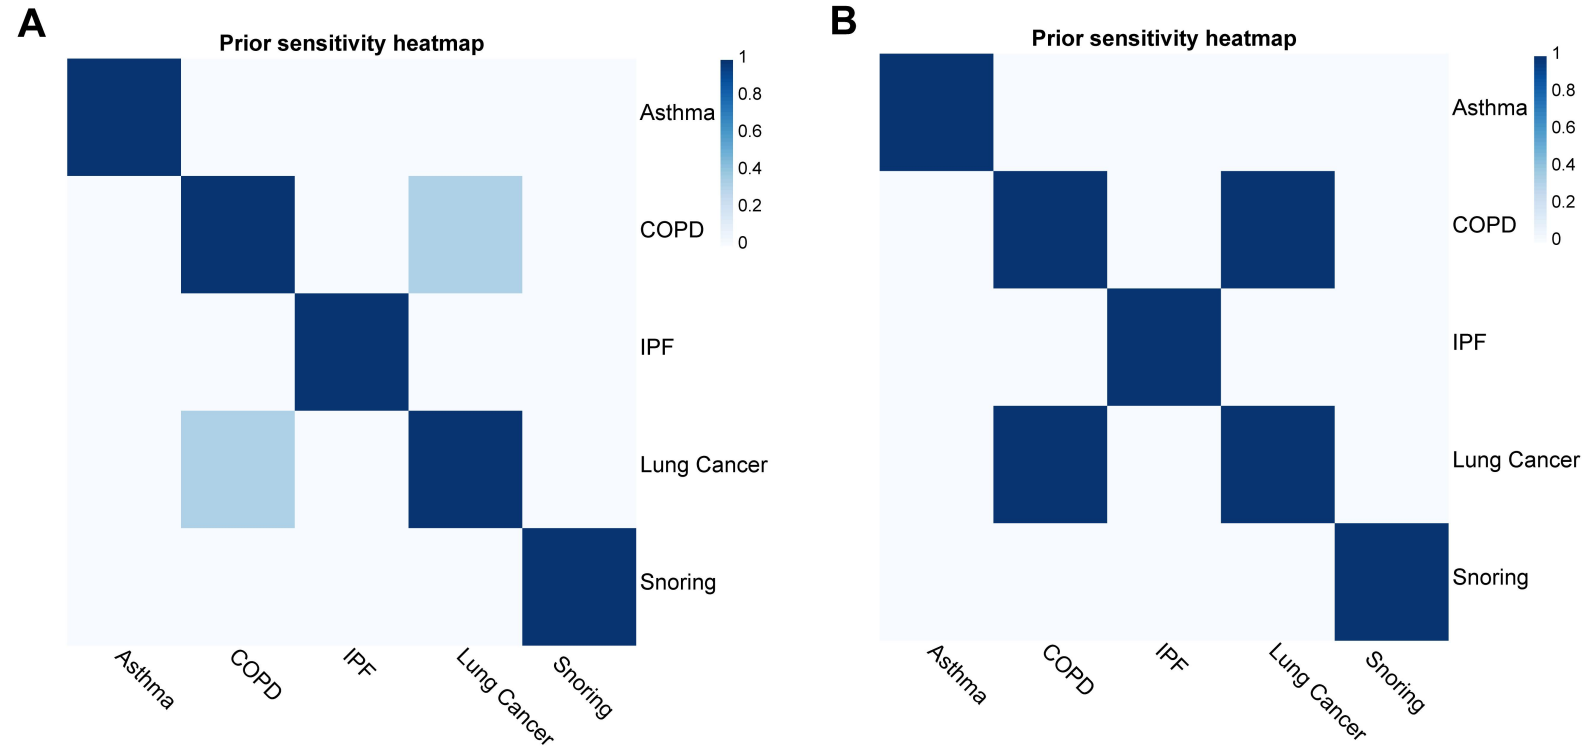 A
Prior sensitivity heatmap
1
0.8
0.6
0.4
0.2
0
Asthma
COPD
IPF
Lung Cancer
Snoring
Asthma
COPD
IPF
Lung Cancer
Snoring
B
Prior sensitivity heatmap
1
0.8
0.6
0.4
0.2
0
Asthma
COPD
IPF
Lung Cancer
Snoring
Asthma
COPD
IPF
Lung Cancer
Snoring